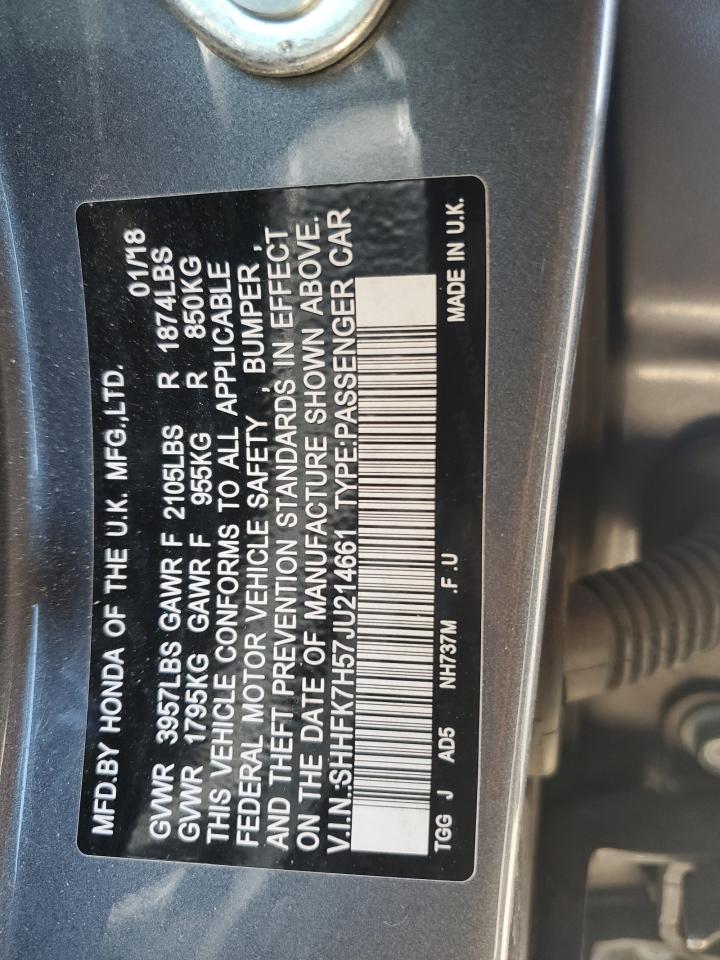 MFD.BY HONDA OF THE U.K. MFG.,LTD. 01/18
GVWR 3957LBS GAWR F 2105LBS R 1874LBS
GVWR 1795KG GAWR F 955KG R 850KG
THIS VEHICLE CONFORMS TO ALL APPLICABLE
FEDERAL MOTOR VEHICLE SAFETY , BUMPER ,
AND THEFT PREVENTION STANDARDS IN EFFECT
ON THE DATE OF MANUFACTURE SHOWN ABOVE.
V.I.N.:SHHFK7H57JU214661 TYPE:PASSENGER CAR
TGG J AD5 NH737M .F .U MADE IN U.K.